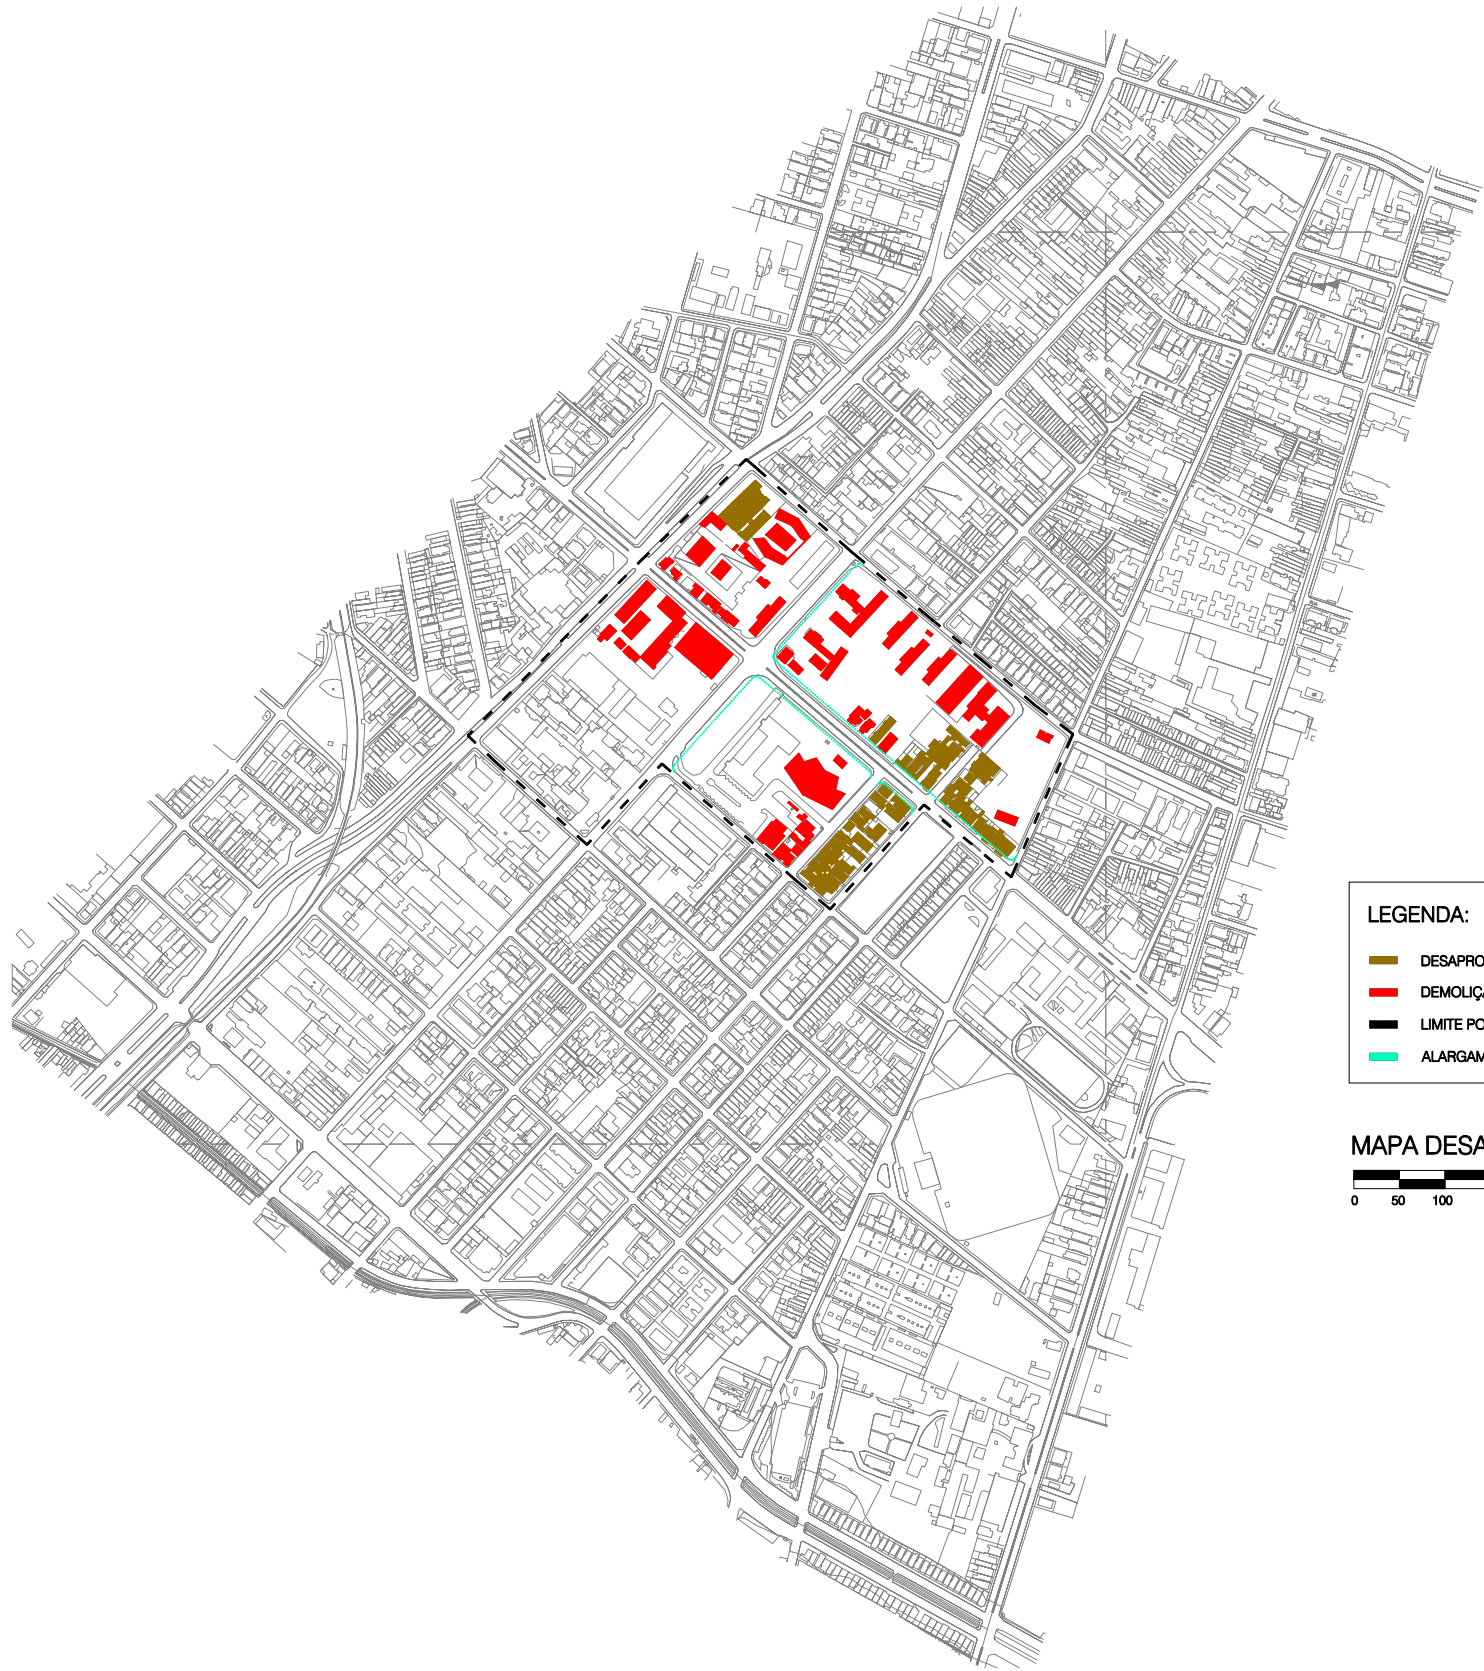 LEGENDA:
DESAPRO
DEMOLIÇ
LIMITE PO
ALARGAM
MAPA DESA
0 50 100